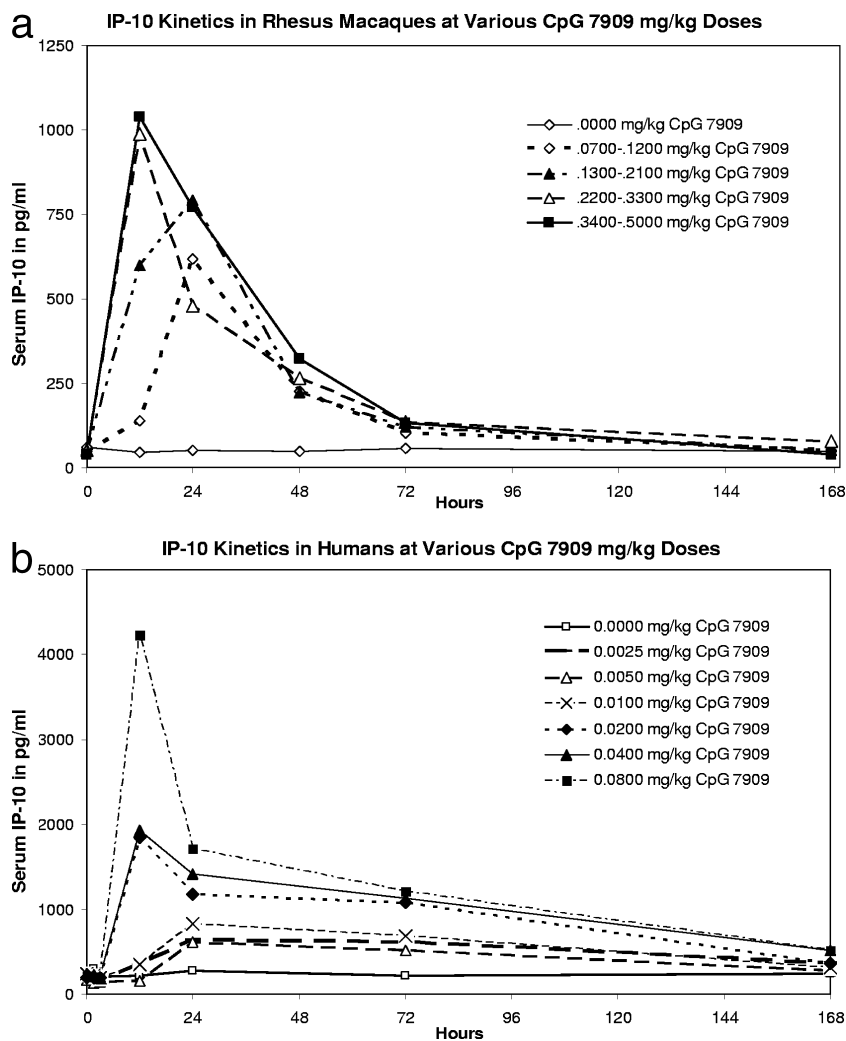 a
IP-10 Kinetics in Rhesus Macaques at Various CpG 7909 mg/kg Doses
1250
1000
750
500
250
0
Serum IP-10 in pg/ml
.0000 mg/kg CpG 7909
.0700-.1200 mg/kg CpG 7909
.1300-.2100 mg/kg CpG 7909
.2200-.3300 mg/kg CpG 7909
.3400-.5000 mg/kg CpG 7909
0 24 48 72 96 120 144 168
Hours
b
IP-10 Kinetics in Humans at Various CpG 7909 mg/kg Doses
5000
4000
3000
2000
1000
0
Serum IP-10 in pg/ml
0.0000 mg/kg CpG 7909
0.0025 mg/kg CpG 7909
0.0050 mg/kg CpG 7909
0.0100 mg/kg CpG 7909
0.0200 mg/kg CpG 7909
0.0400 mg/kg CpG 7909
0.0800 mg/kg CpG 7909
0 24 48 72 96 120 144 168
Hours